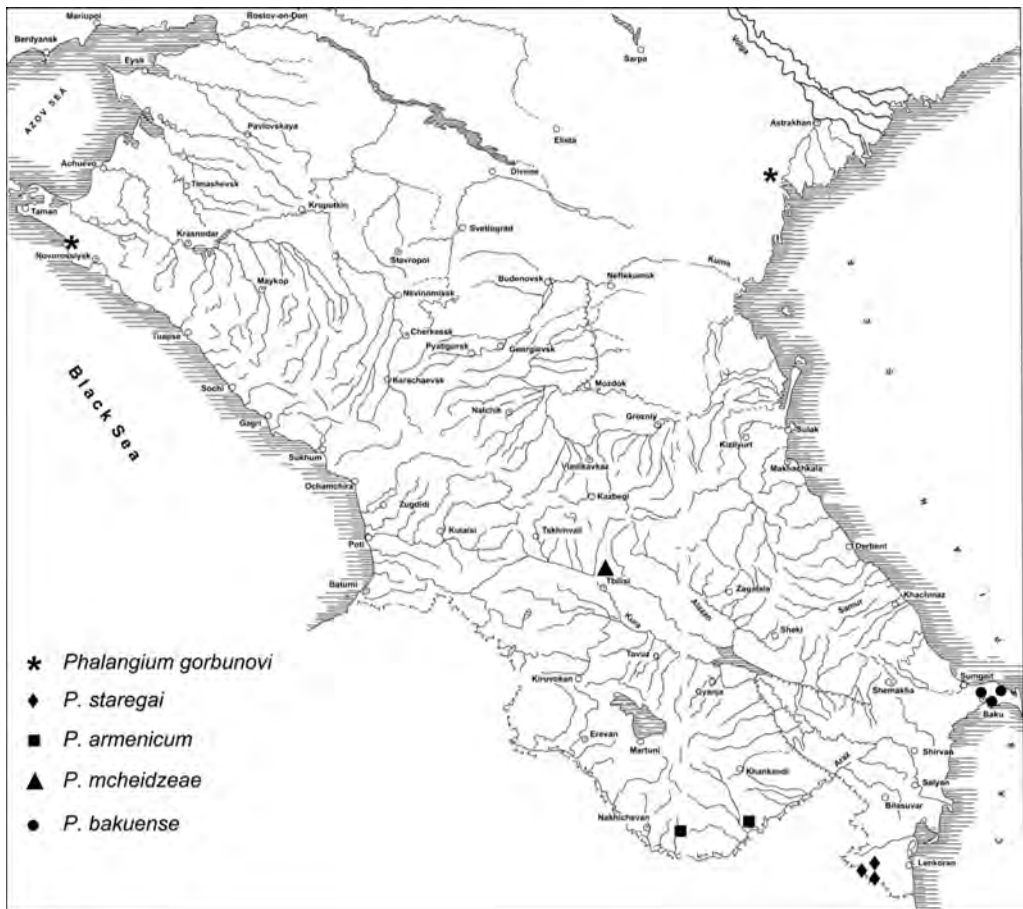 Mariupol
Rostov-on-Don
Berdyansk
Eysk
Sarpa
Volga
AZOV SEA
Astrakhan
Pavlovskaya
Elista
Achuevo
Divnoe
Timashevsk
Taman
Kropotkin
Krasnodar
Svetlograd
Novorossiysk
Stavropol
Kuma
Budenovsk
Neftekumsk
Maykop
Nevinomissk
Tuapse
Cherkessk
Pyatigorsk
Georgievsk
Black Sea
Karachaevsk
Mozdok
Sochi
Nalchik
Gagri
Grozniy
Sulak
Kizilyurt
Sukhum
Vladikavkaz
Makhachkala
Ochamchira
Kazbegi
Zugdidi
Kutaisi
Tskhinvali
Poti
Derbent
Tbilisi
Batumi
Zagatala
Khachmaz
Alazan
Samur
Kura
Sheki
Tavuz
Phalangium gorbunovi
Kirovokan
Gyanja
Shemakha
Sumgait
P. staregai
Baku
Erevan
P. armenicum
Martuni
Shirvan
Araz
Khankendi
P. mcheidzeae
Salyan
Bilasuvar
P. bakuense
Nakhichevan
Lenkoran